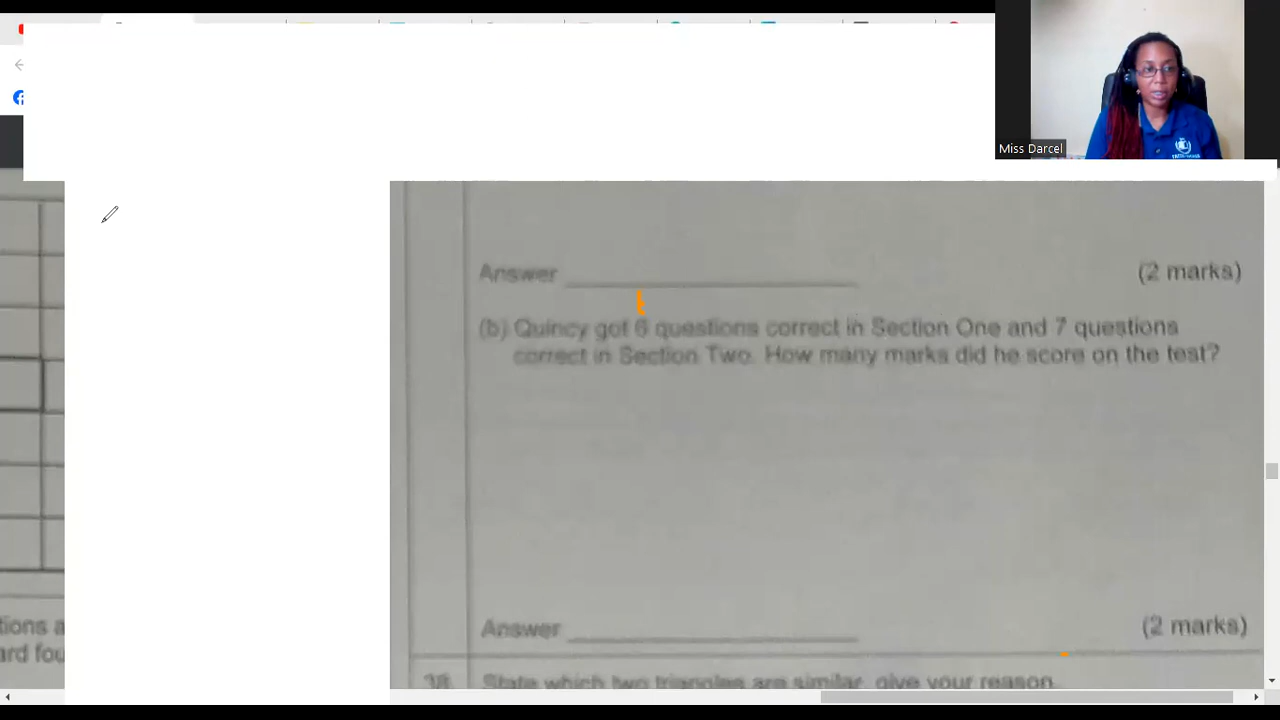 Miss Darcel
Answer (2 marks)
(b) Quincy got 6 questions correct in Section One and 7 questions
correct in Section Two. How many marks did he score on the test?
Answer (2 marks)
tions a
ard fou
38. State which two triangles are similar, give your reason.